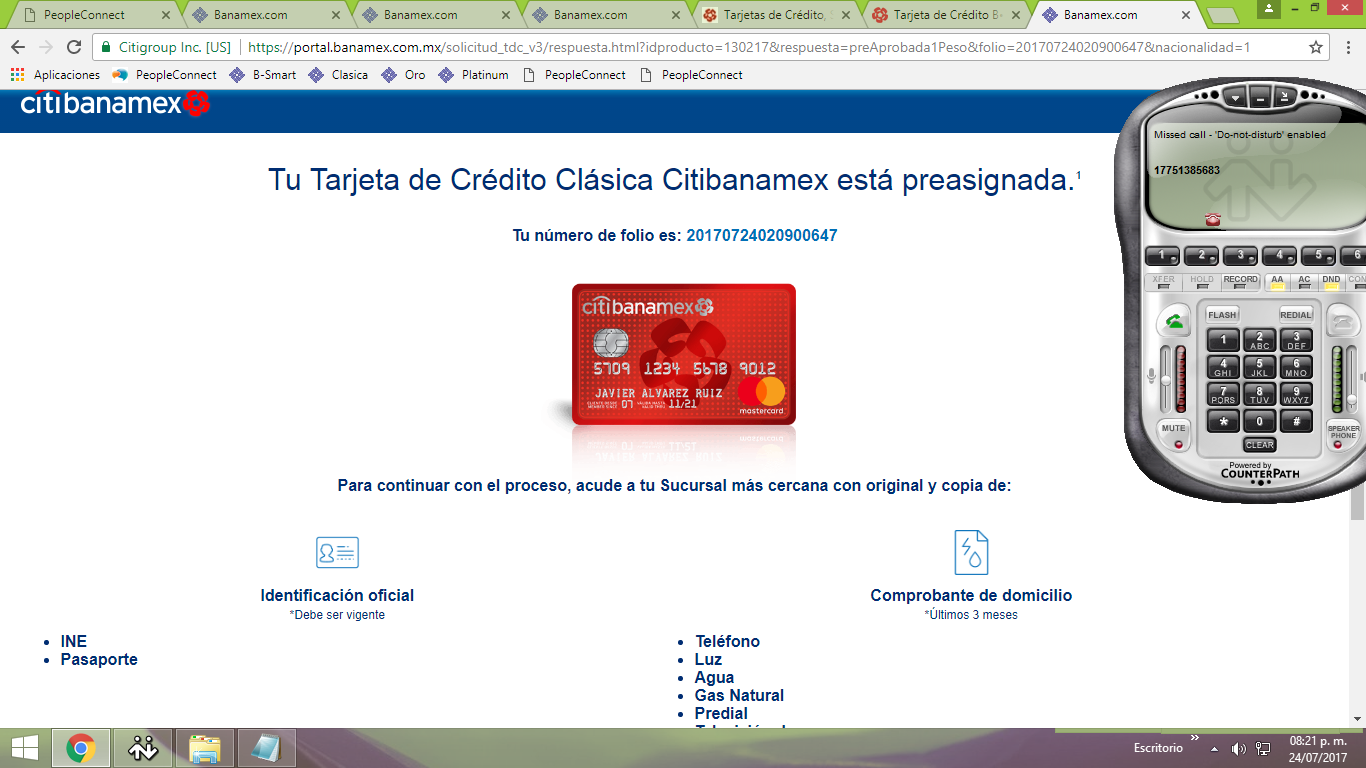 PeopleConnect
Banamex.com
Banamex.com
Banamex.com
Tarjetas de Crédito, S
Tarjeta de Crédito B
Banamex.com
Citigroup Inc. [US]
https://portal.banamex.com.mx/solicitud_tdc_v3/respuesta.html?idproducto=130217&respuesta=preAprobada1Peso&folio=20170724020900647&nacionalidad=1
Aplicaciones
PeopleConnect
B-Smart
Clasica
Oro
Platinum
PeopleConnect
PeopleConnect
citibanamex
Tu Tarjeta de Crédito Clásica Citibanamex está preasignada.1
Tu número de folio es: 20170724020900647
citibanamex
5709 1234 5678 9012
JAVIER ALVAREZ RUIZ
CLIENTE DESDE
MEMBER SINCE
07
VALIDA HASTA
VALID THRU
11/21
mastercard
Para continuar con el proceso, acude a tu Sucursal más cercana con original y copia de:
Identificación oficial
*Debe ser vigente
INE
Pasaporte
Comprobante de domicilio
*Últimos 3 meses
Teléfono
Luz
Agua
Gas Natural
Predial
Missed call - 'Do-not-disturb' enabled
17751385683
1 2 3 4 5 6
XFER HOLD RECORD AA AC DND CON
FLASH REDIAL
1 2 ABC 3 DEF
4 GHI 5 JKL 6 MNO
7 PQRS 8 TUV 9 WXYZ
* 0 #
MUTE
CLEAR
SPEAKER PHONE
Powered by
COUNTERPATH
Escritorio
08:21 p. m.
24/07/2017